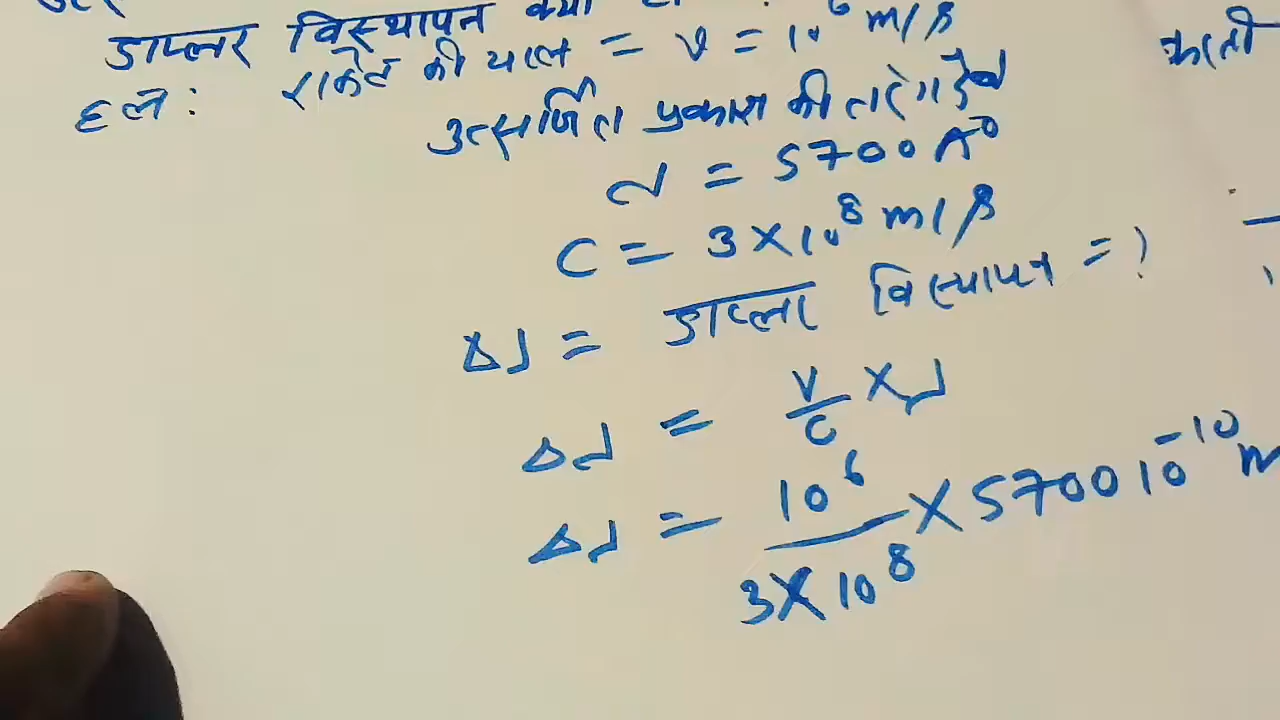 डाप्लर विस्थापन क्या
हल: राकेट की चाल = v = 10⁶ m/s
उत्सर्जित प्रकाश की तरंगदैर्ध्य
λ = 5700 A⁰
C = 3×10⁸ m/s
Δλ = डाप्लर विस्थापन = ?
Δλ = v/c × λ
Δλ = 10⁶/3×10⁸ × 5700 10⁻¹⁰ m